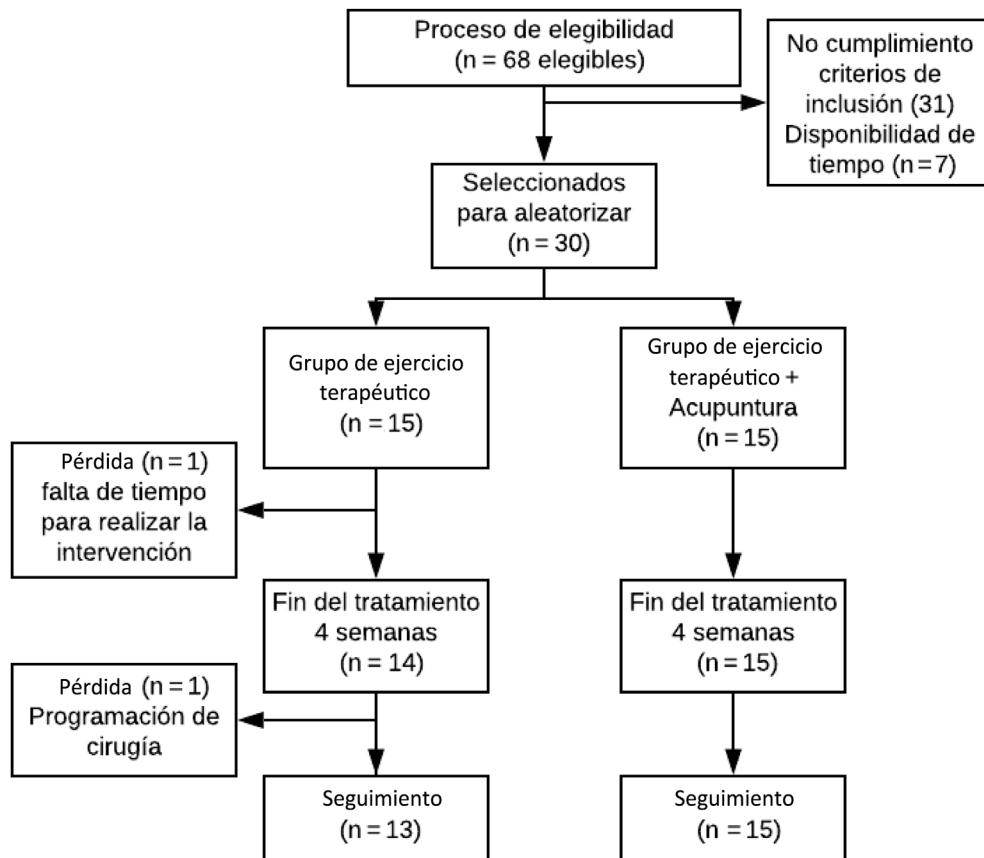 Proceso de elegibilidad
(n = 68 elegibles)
No cumplimiento
criterios de
inclusión (31)
Disponibilidad de
tiempo (n = 7)
Seleccionados
para aleatorizar
(n = 30)
Grupo de ejercicio
terapéutico
(n = 15)
Grupo de ejercicio
terapéutico +
Acupuntura
(n = 15)
Pérdida (n = 1)
falta de tiempo
para realizar la
intervención
Fin del tratamiento
4 semanas
(n = 14)
Fin del tratamiento
4 semanas
(n = 15)
Pérdida (n = 1)
Programación de
cirugía
Seguimiento
(n = 13)
Seguimiento
(n = 15)